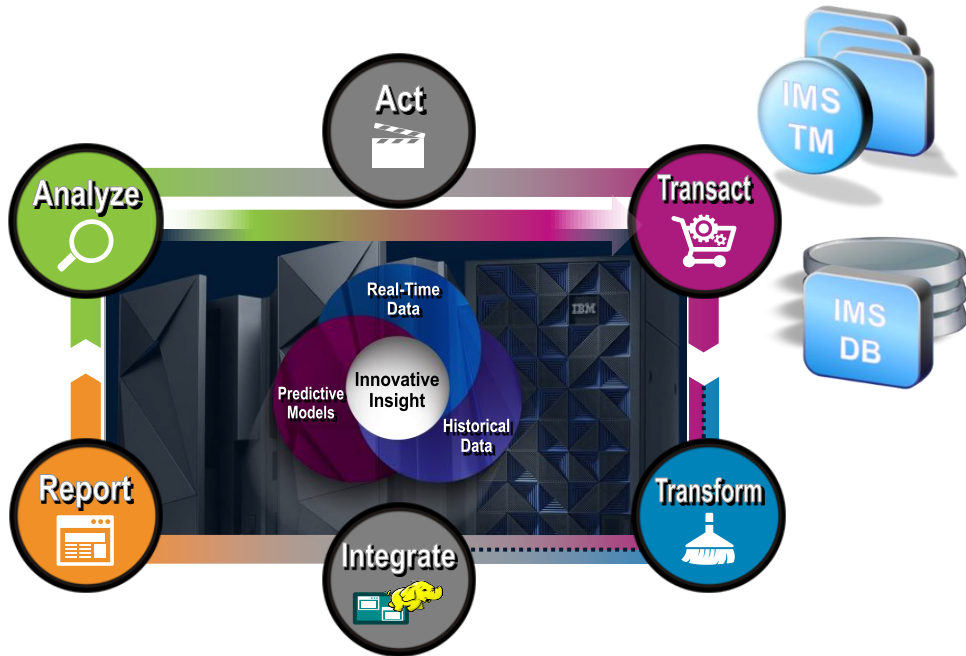 Act
IMS
TM
Analyze
Transact
Real-Time
Data
IBM
IMS
DB
Innovative
Insight
Predictive
Models
Historical
Data
Report
Transform
Integrate